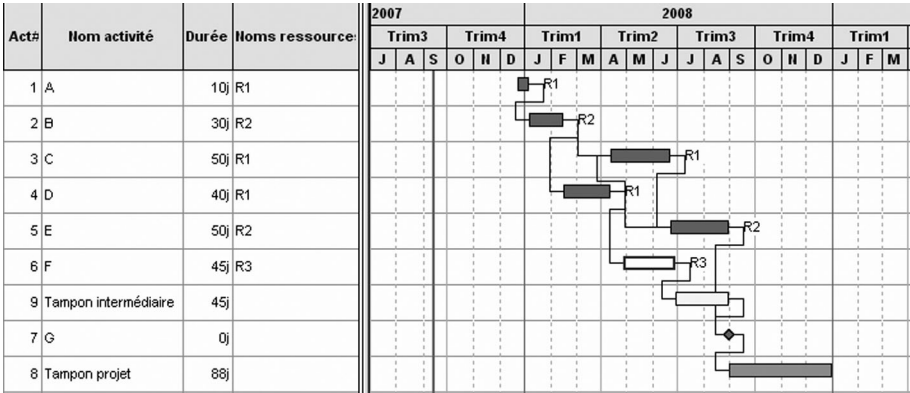 2007 2008
Act# Nom activité Durée Noms ressource Trim3 Trim4 Trim1 Trim2 Trim3 Trim4 Trim1
J A S O N D J F M A M J J A S O N D J F M
1 A 10j R1 R1
2 B 30j R2 R2
3 C 50j R1 R1
4 D 40j R1 R1
5 E 50j R2 R2
6 F 45j R3 R3
9 Tampon intermédiaire 45j
7 G 0j
8 Tampon projet 88j